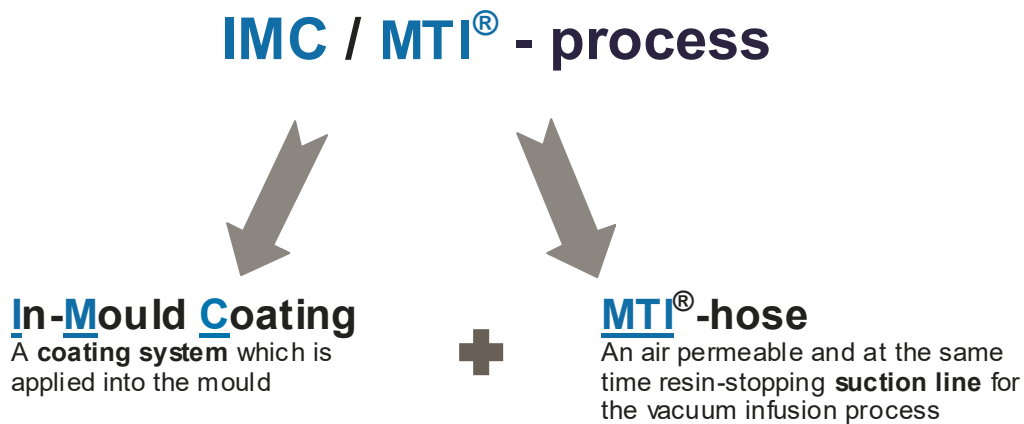 IMC / MTI® - process
In-Mould Coating
A coating system which is
applied into the mould
MTI®-hose
An air permeable and at the same
time resin-stopping suction line for
the vacuum infusion process